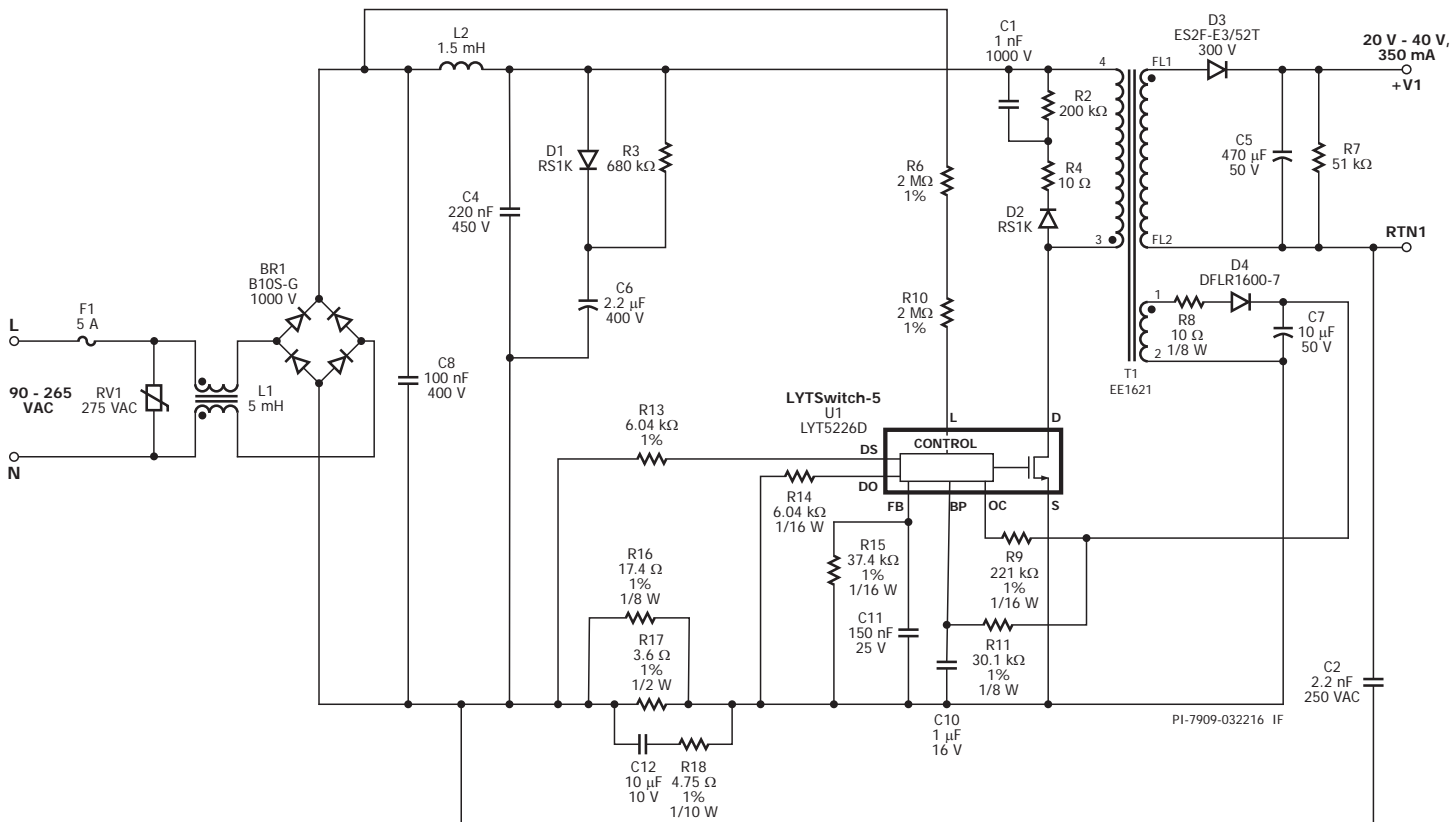 L2
1.5 mH
C1
1 nF
1000 V
D3
ES2F-E3/52T
300 V
20 V - 40 V,
350 mA
+V1
4
FL1
R2
200 kΩ
D1
RS1K
R3
680 kΩ
C4
220 nF
450 V
R6
2 MΩ
1%
R4
10 Ω
D2
RS1K
C5
470 µF
50 V
R7
51 kΩ
3
FL2
RTN1
BR1
B10S-G
1000 V
C6
2.2 µF
400 V
R10
2 MΩ
1%
D4
DFLR1600-7
1
R8
10 Ω
1/8 W
2
C7
10 µF
50 V
T1
EE1621
F1
5 A
L
90 - 265
VAC
RV1
275 VAC
L1
5 mH
N
C8
100 nF
400 V
R13
6.04 kΩ
1%
LYTSwitch-5
U1
LYT5226D
L
D
CONTROL
DS
DO
FB
BP
OC
S
R14
6.04 kΩ
1/16 W
R15
37.4 kΩ
1%
1/16 W
R9
221 kΩ
1%
1/16 W
R16
17.4 Ω
1%
1/8 W
R17
3.6 Ω
1%
1/2 W
C11
150 nF
25 V
R11
30.1 kΩ
1%
1/8 W
C2
2.2 nF
250 VAC
C10
1 µF
16 V
PI-7909-032216 IF
C12
10 µF
10 V
R18
4.75 Ω
1%
1/10 W